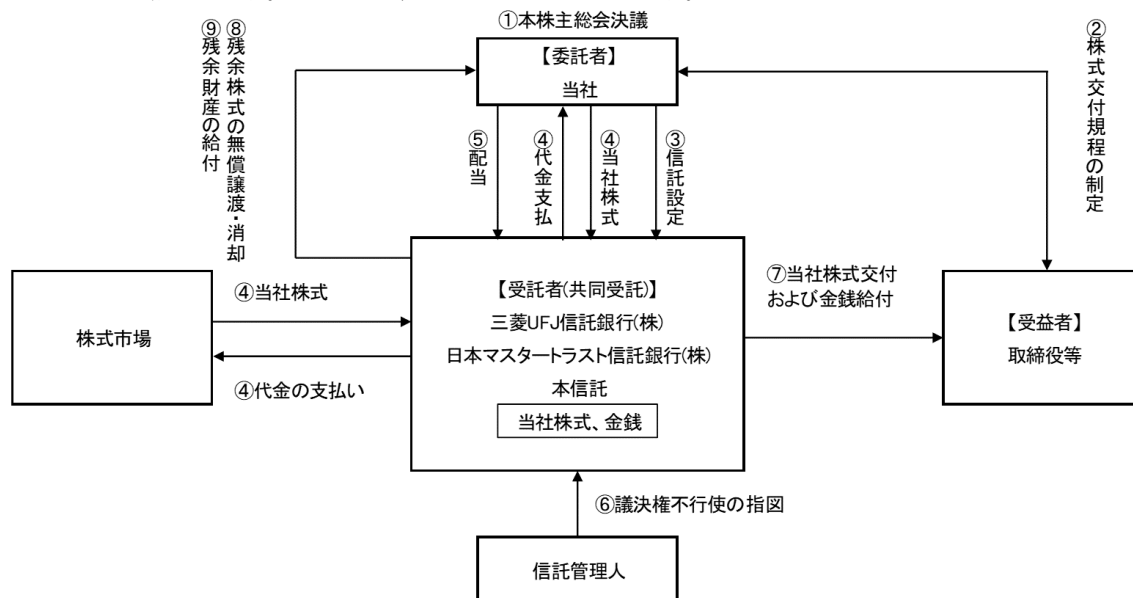 ①本株主総会決議
【委託者】
当社
②株式交付規程の制定
⑧残余株式の無償譲渡・消却
⑨残余財産の給付
③信託設定
④当社株式
④代金支払
⑤配当
株式市場
④当社株式
④代金の支払い
【受託者(共同受託)】
三菱UFJ信託銀行(株)
日本マスタートラスト信託銀行(株)
本信託
当社株式、金銭
⑦当社株式交付
および金銭給付
【受益者】
取締役等
⑥議決権不行使の指図
信託管理人